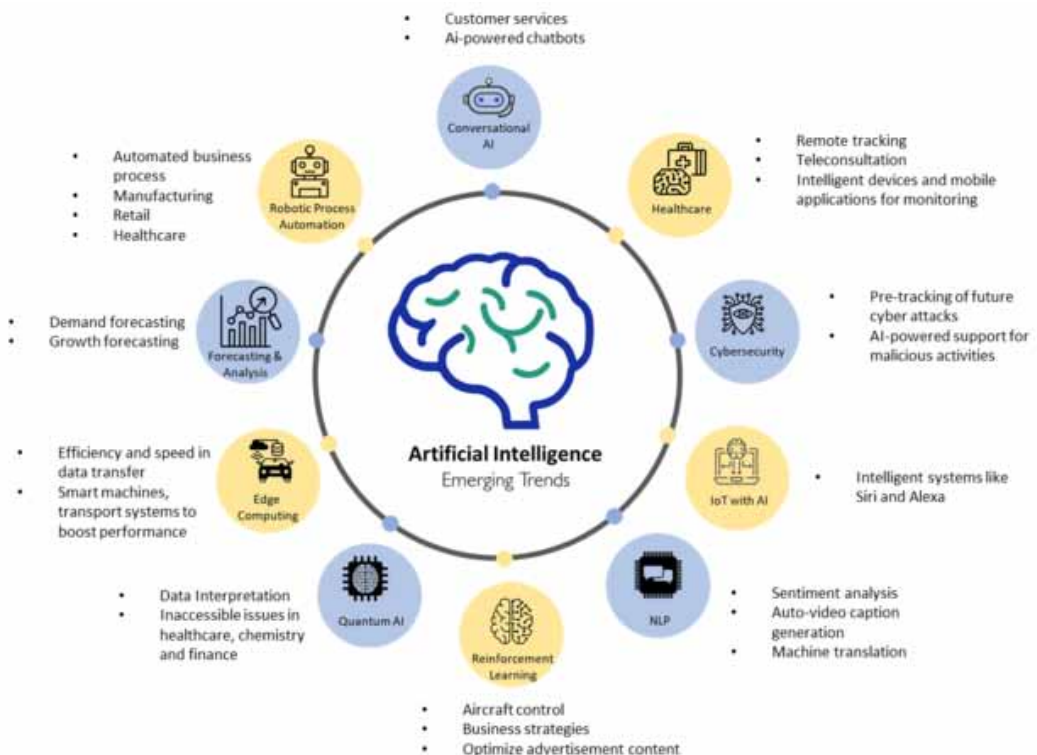 • Customer services
• Ai-powered chatbots
Conversational
AI
• Remote tracking
• Teleconsultation
• Intelligent devices and mobile
applications for monitoring
Healthcare
• Pre-tracking of future
cyber attacks
• AI-powered support for
malicious activities
Cybersecurity
• Intelligent systems like
Siri and Alexa
IoT with AI
• Sentiment analysis
• Auto-video caption
generation
• Machine translation
NLP
Reinforcement
Learning
• Aircraft control
• Business strategies
• Optimize advertisement content
Quantum AI
• Data Interpretation
• Inaccessible issues in
healthcare, chemistry
and finance
Edge
Computing
• Efficiency and speed in
data transfer
• Smart machines,
transport systems to
boost performance
Forecasting &
Analysis
• Demand forecasting
• Growth forecasting
Robotic Process
Automation
• Automated business
process
• Manufacturing
• Retail
• Healthcare
Artificial Intelligence
Emerging Trends